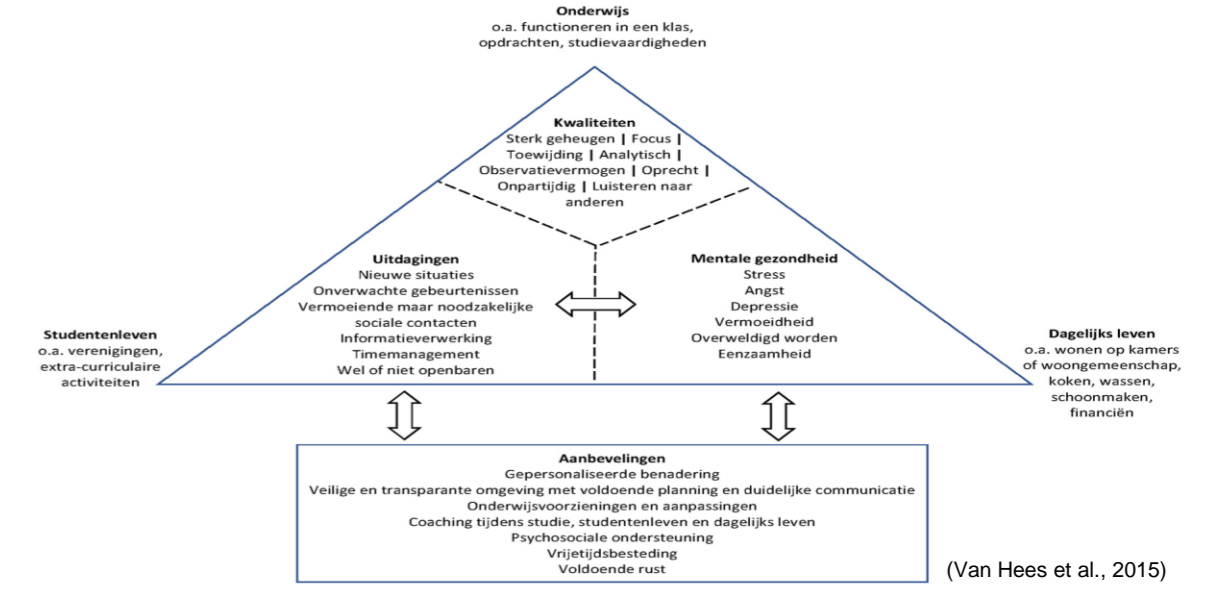 Onderwijs
o.a. functioneren in een klas,
opdrachten, studievaardigheden
Kwaliteiten
Sterk geheugen | Focus |
Toewijding | Analytisch |
Observatievermogen | Oprecht |
Onpartijdig | Luisteren naar
anderen
Uitdagingen
Nieuwe situaties
Onverwachte gebeurtenissen
Vermoeiende maar noodzakelijke
sociale contacten
Informatieverwerking
Timemanagement
Wel of niet openbaren
Mentale gezondheid
Stress
Angst
Depressie
Vermoeidheid
Overweldigd worden
Eenzaamheid
Studentenleven
o.a. verenigingen,
extra-curriculaire
activiteiten
Dagelijks leven
o.a. wonen op kamers
of woongemeenschap,
koken, wassen,
schoonmaken,
financiën
Aanbevelingen
Gepersonaliseerde benadering
Veilige en transparante omgeving met voldoende planning en duidelijke communicatie
Onderwijsvoorzieningen en aanpassingen
Coaching tijdens studie, studentenleven en dagelijks leven
Psychosociale ondersteuning
Vrijetijdsbesteding
Voldoende rust
(Van Hees et al., 2015)